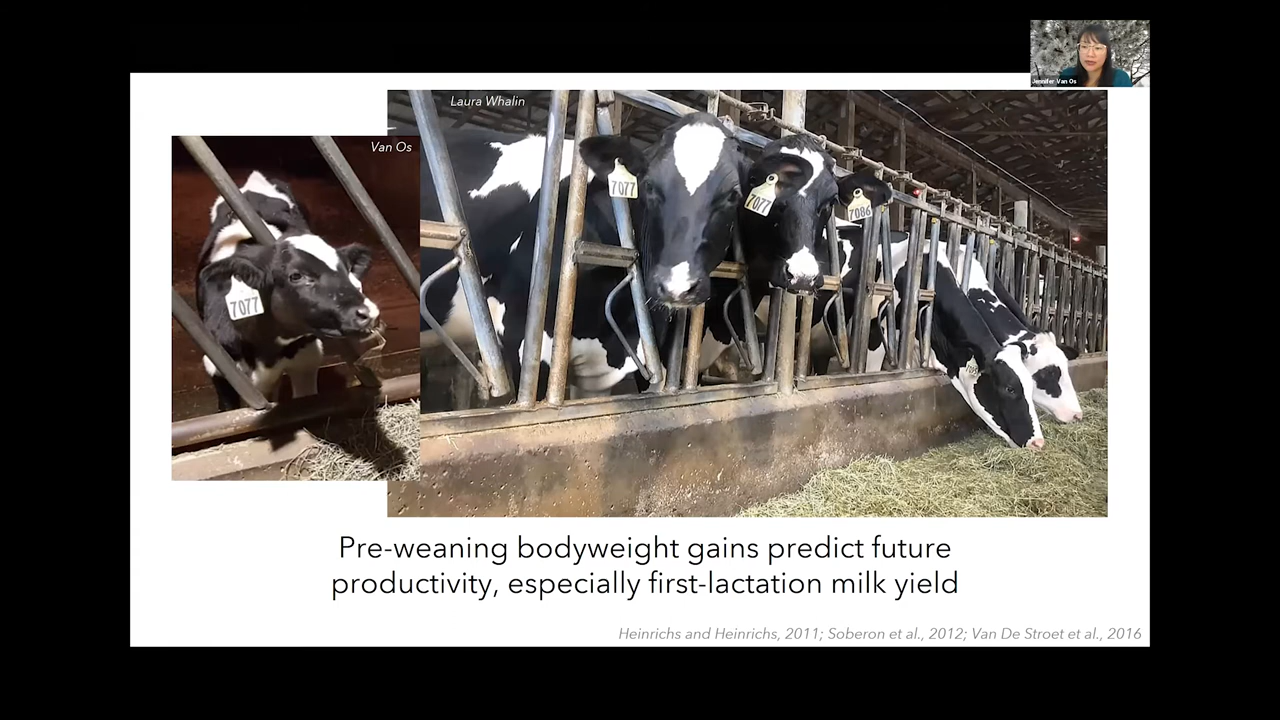 Jennifer Van Os
Laura Whalin
Van Os
7077
7077
7077
7086
Pre-weaning bodyweight gains predict future
productivity, especially first-lactation milk yield
Heinrichs and Heinrichs, 2011; Soberon et al., 2012; Van De Stroet et al., 2016